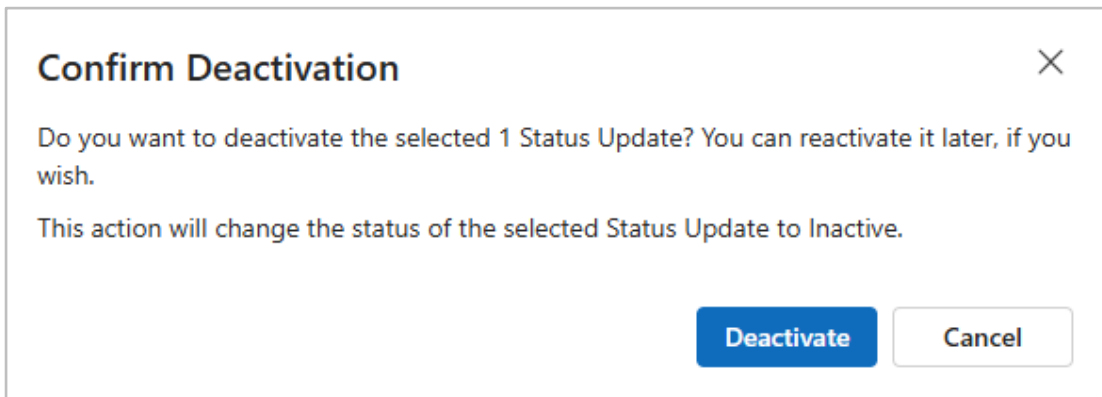 Confirm Deactivation
Do you want to deactivate the selected 1 Status Update? You can reactivate it later, if you
wish.
This action will change the status of the selected Status Update to Inactive.
Deactivate
Cancel